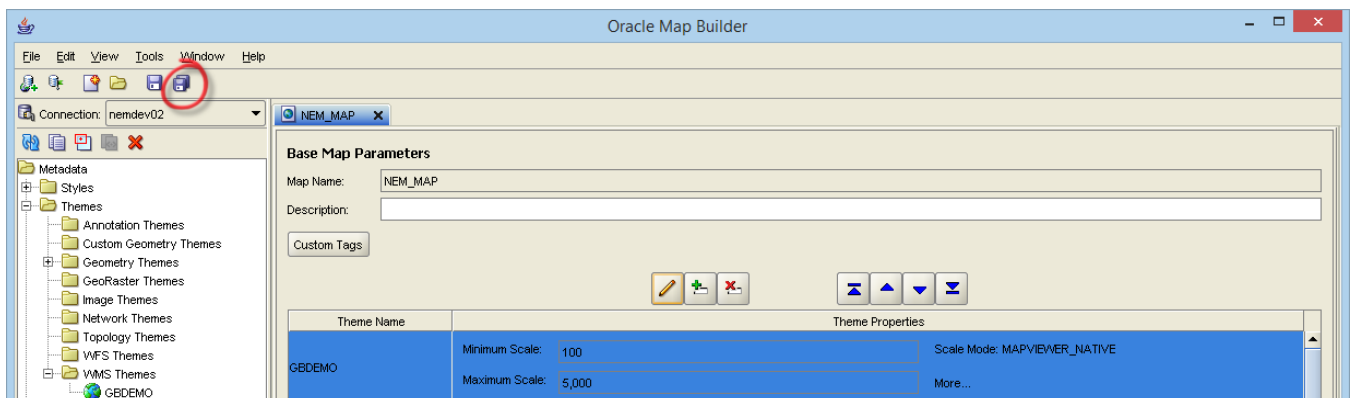 Oracle Map Builder
File Edit View Tools Window Help
Connection: nemdev02
NEM_MAP
Metadata
Styles
Themes
Annotation Themes
Custom Geometry Themes
Geometry Themes
GeoRaster Themes
Image Themes
Network Themes
Topology Themes
WFS Themes
WMS Themes
GBDEMO
Base Map Parameters
Map Name: NEM_MAP
Description:
Custom Tags
Theme Name Theme Properties
GBDEMO
Minimum Scale: 100 Scale Mode: MAPVIEWER_NATIVE
Maximum Scale: 5,000 More...